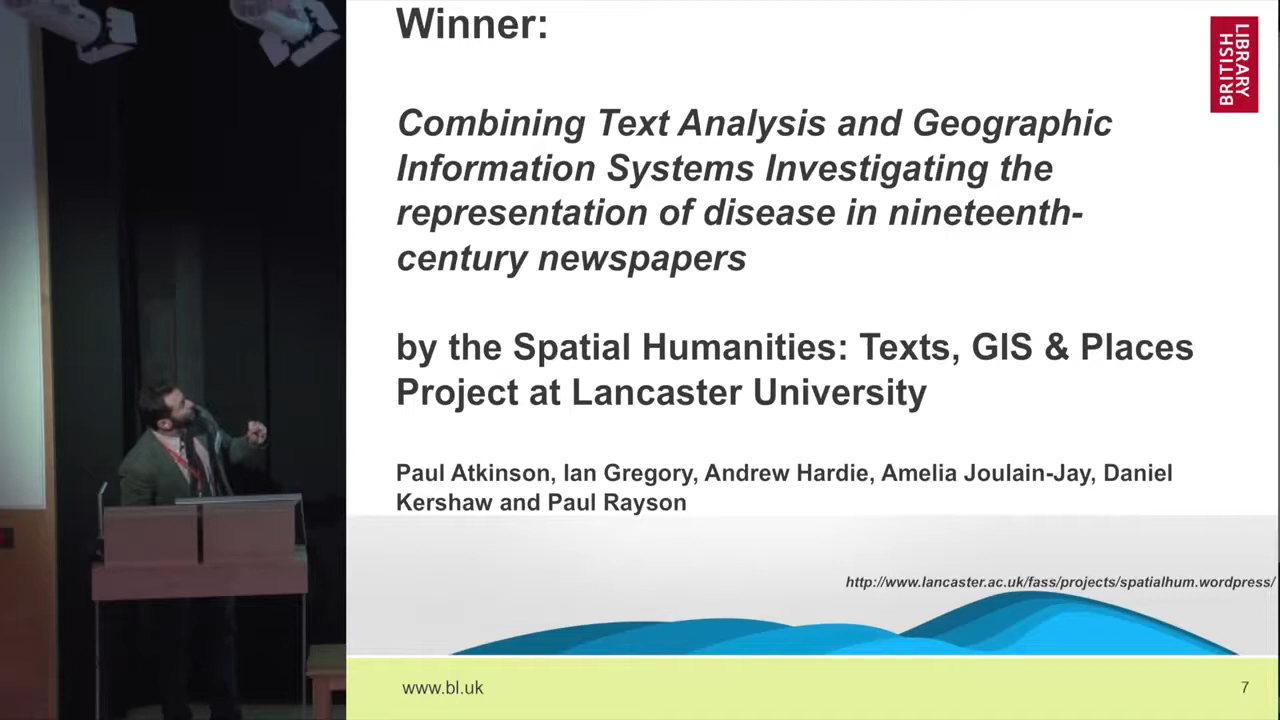 Winner:
Combining Text Analysis and Geographic
Information Systems Investigating the
representation of disease in nineteenth-
century newspapers
by the Spatial Humanities: Texts, GIS & Places
Project at Lancaster University
Paul Atkinson, Ian Gregory, Andrew Hardie, Amelia Joulain-Jay, Daniel
Kershaw and Paul Rayson
http://www.lancaster.ac.uk/fass/projects/spatialhum.wordpress/
www.bl.uk
7
LIBRARY
BRITISH